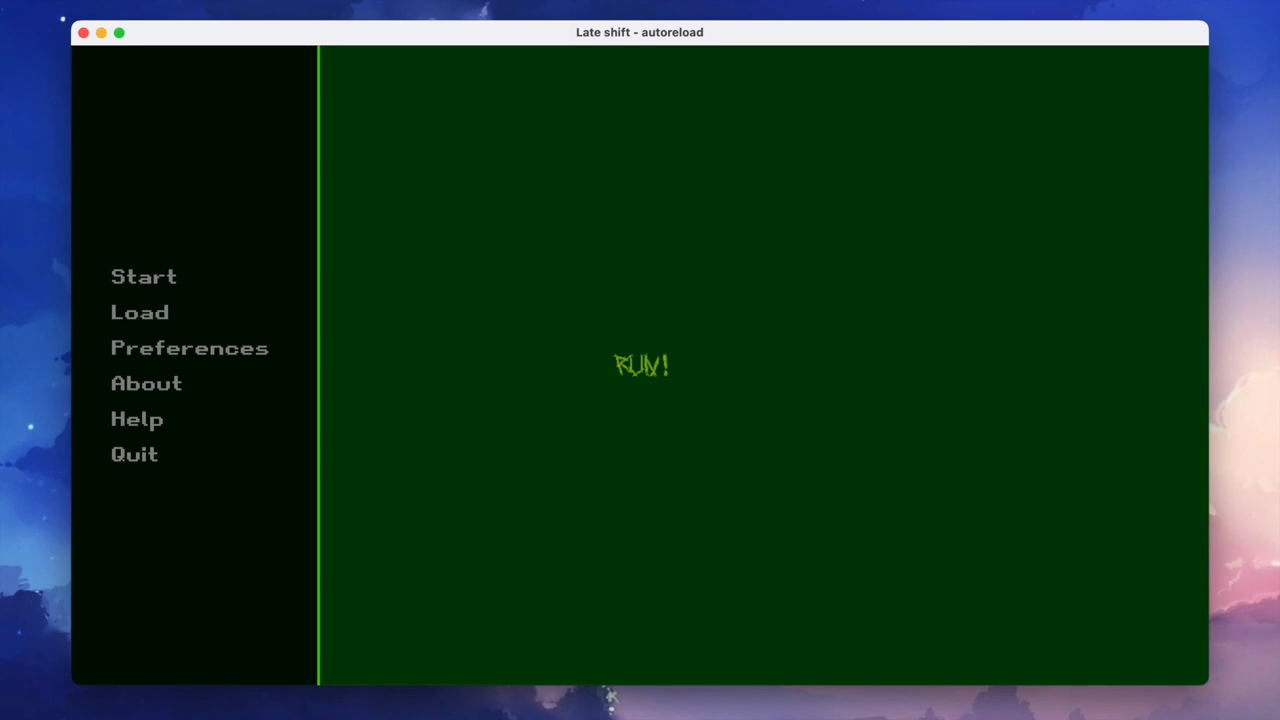 Late shift - autoreload
Start
Load
Preferences
About
Help
Quit
RUN!